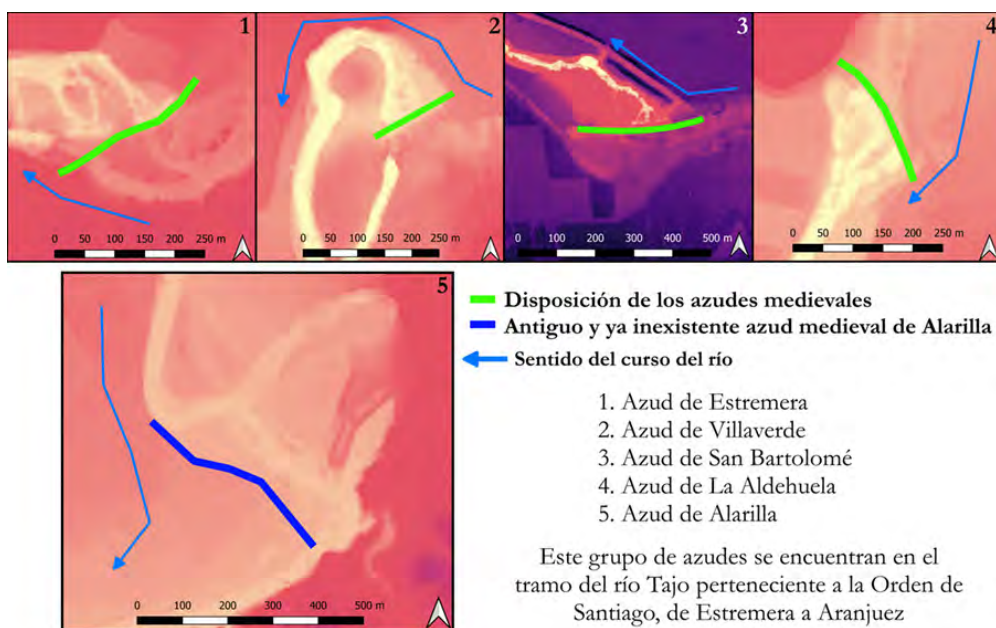 1
2
3
4
0 50 100 150 200 250 m
0 50 100 150 200 250 m
0 100 200 300 400 500 m
0 50 100 150 200 250 m
5
0 100 200 300 400 500 m
Disposición de los azudes medievales
Antiguo y ya inexistente azud medieval de Alarilla
Sentido del curso del río
1. Azud de Estremera
2. Azud de Villaverde
3. Azud de San Bartolomé
4. Azud de La Aldehuela
5. Azud de Alarilla
Este grupo de azudes se encuentran en el
tramo del río Tajo perteneciente a la Orden de
Santiago, de Estremera a Aranjuez